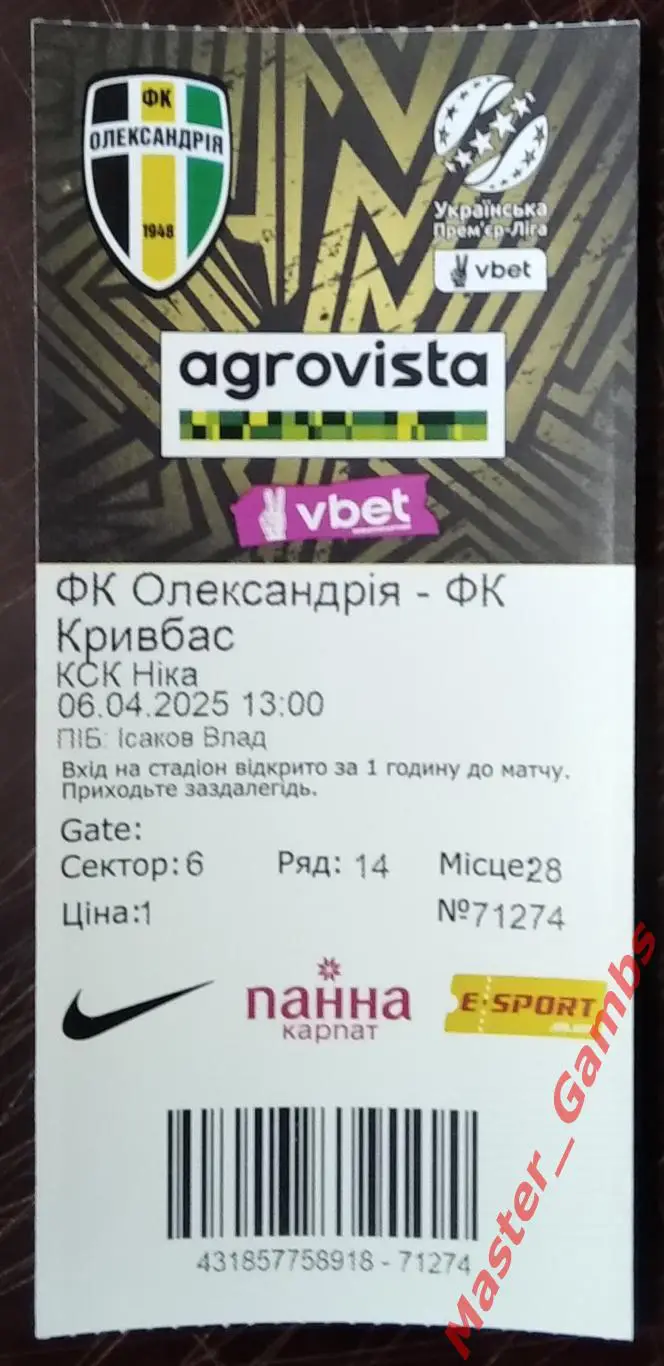 ФК
ОЛЕКСАНДРІЯ
1948
Українська
Прем'єр-Ліга
vbet
agrovista
vbet
ФК Олександрія - ФК
Кривбас
КСК Ніка
06.04.2025 13:00
ПІБ: Ісаков Влад
Вхід на стадіон відкрито за 1 годину до матчу.
Приходьте заздалегідь.
Gate:
Сектор:6 Ряд: 14 Місце:28
Ціна:1 №71274
панна
карпат
E-SPORT
431857758918 - 71274
Master_Gambs